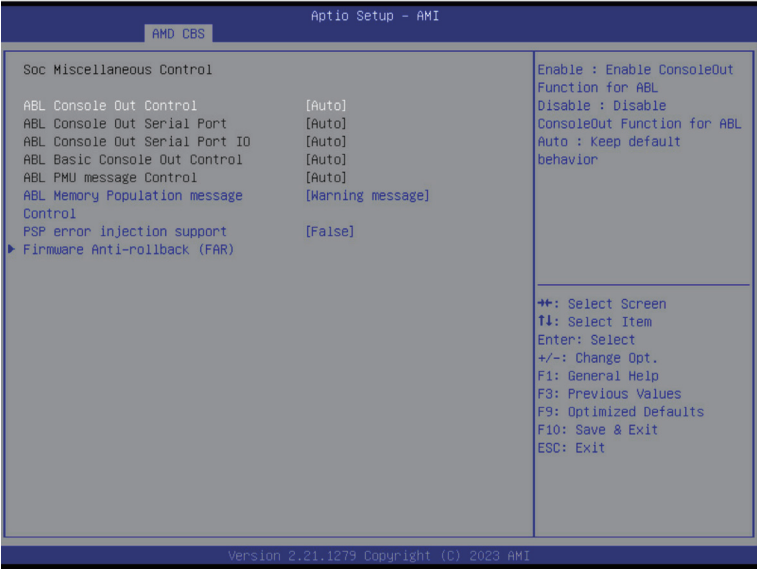 Aptio Setup - AMI
AMD CBS
Soc Miscellaneous Control
ABL Console Out Control [Auto]
ABL Console Out Serial Port [Auto]
ABL Console Out Serial Port IO [Auto]
ABL Basic Console Out Control [Auto]
ABL PMU message Control [Auto]
ABL Memory Population message [Warning message]
Control
PSP error injection support [False]
Firmware Anti-rollback (FAR)
Enable : Enable ConsoleOut
Function for ABL
Disable : Disable
ConsoleOut Function for ABL
Auto : Keep default
behavior
→←: Select Screen
↑↓: Select Item
Enter: Select
+/-: Change Opt.
F1: General Help
F3: Previous Values
F9: Optimized Defaults
F10: Save & Exit
ESC: Exit
Version 2.21.1279 Copyright (C) 2023 AMI